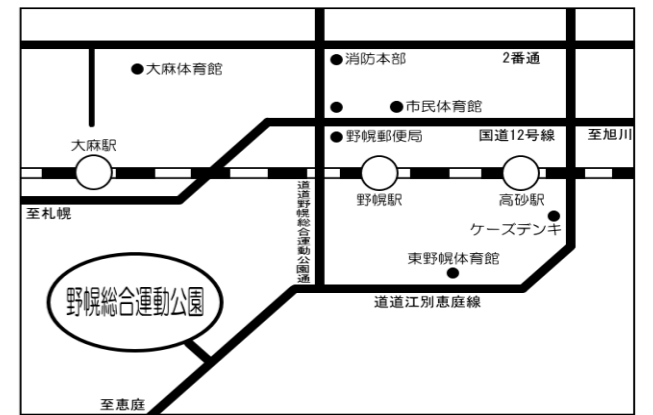 消防本部
2番通
大麻体育館
市民体育館
野幌郵便局
国道12号線
至旭川
大麻駅
野幌駅
高砂駅
至札幌
道道野幌総合運動公園通
ケーズデンキ
東野幌体育館
野幌総合運動公園
道道江別恵庭線
至恵庭